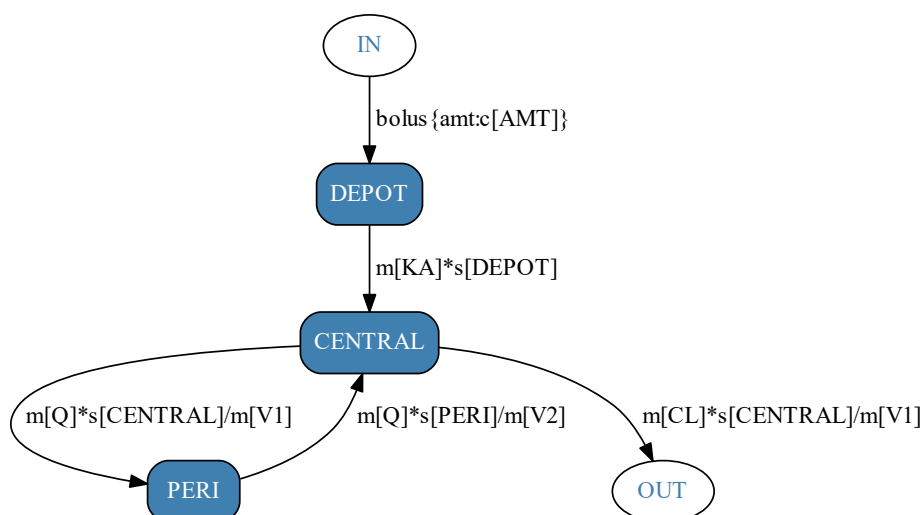 IN
bolus{amt:c[AMT]}
DEPOT
m[KA]*s[DEPOT]
CENTRAL
m[Q]*s[CENTRAL]/m[V1]
m[Q]*s[PERI]/m[V2]
m[CL]*s[CENTRAL]/m[V1]
PERI
OUT